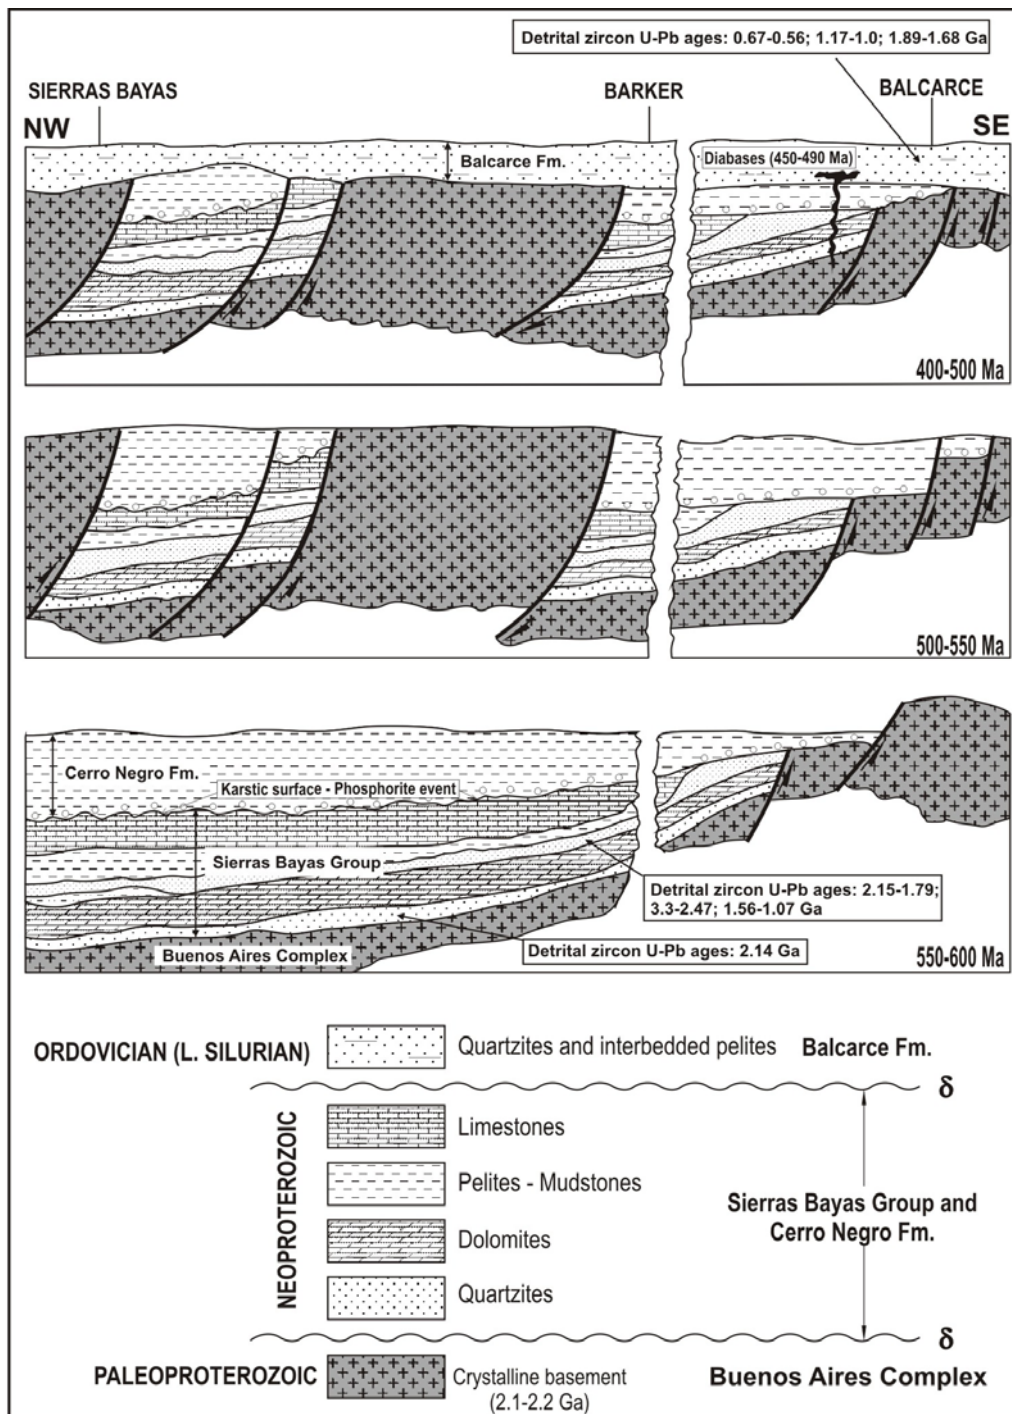 Detrital zircon U-Pb ages: 0.67-0.56; 1.17-1.0; 1.89-1.68 Ga
SIERRAS BAYAS
BARKER
BALCARCE
NW
SE
Balcarce Fm.
Diabases (450-490 Ma)
400-500 Ma
500-550 Ma
Cerro Negro Fm.
Karstic surface - Phosphorite event
Sierras Bayas Group
Detrital zircon U-Pb ages: 2.15-1.79;
3.3-2.47; 1.56-1.07 Ga
Buenos Aires Complex
Detrital zircon U-Pb ages: 2.14 Ga
550-600 Ma
ORDOVICIAN (L. SILURIAN)
Quartzites and interbedded pelites
Balcarce Fm.
δ
NEOPROTEROZOIC
Limestones
Pelites - Mudstones
Sierras Bayas Group and
Cerro Negro Fm.
Dolomites
Quartzites
δ
PALEOPROTEROZOIC
Crystalline basement
(2.1-2.2 Ga)
Buenos Aires Complex